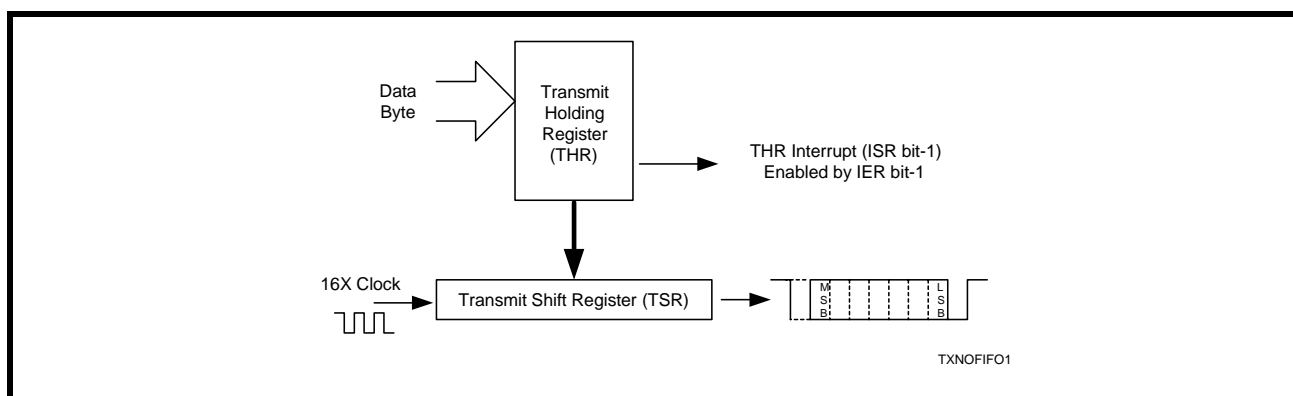 Data
Byte
Transmit
Holding
Register
(THR)
THR Interrupt (ISR bit-1)
Enabled by IER bit-1
16X Clock
Transmit Shift Register (TSR)
M
S
B
L
S
B
TXNOFIFO1